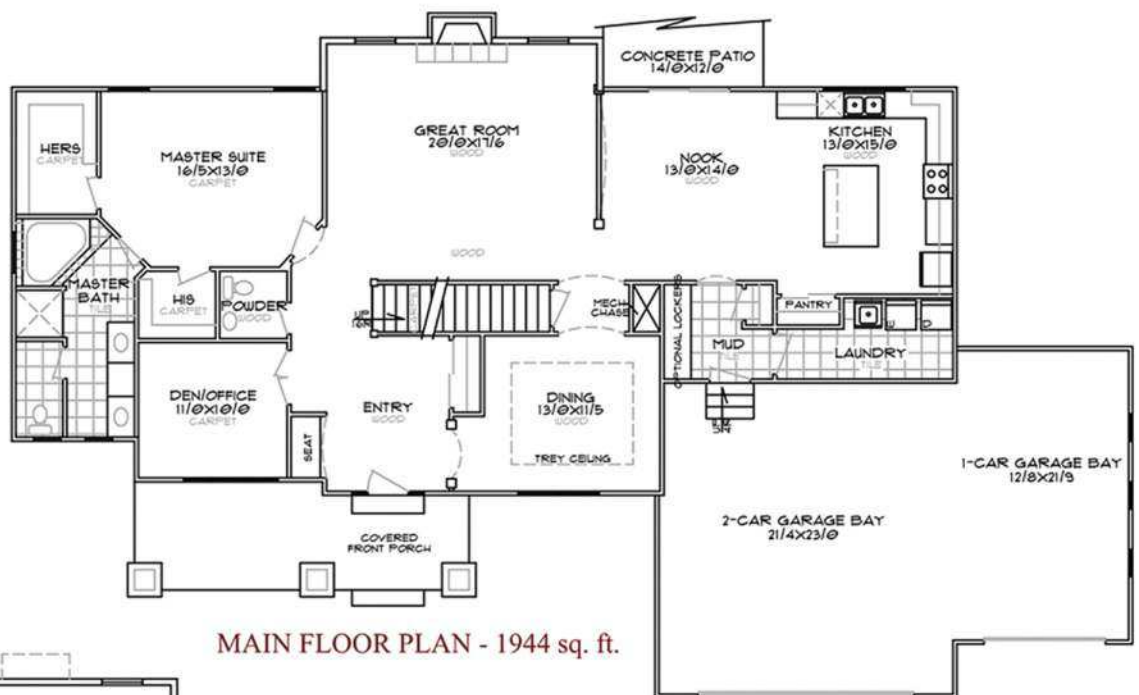 CONCRETE PATIO
14/0X12/0
GREAT ROOM
20/0X17/6
WOOD
KITCHEN
13/0X15/0
WOOD
HERS
CARPET
MASTER SUITE
16/5X13/0
CARPET
NOOK
13/0X14/0
WOOD
WOOD
MASTER
BATH
TILE
HIS
CARPET
POWDER
WOOD
UP
16R
CARPET
MECH
CHASE
OPTIONAL LOCKERS
PANTRY
MUD
TILE
W
D
LAUNDRY
TILE
DEN/OFFICE
11/0X10/0
CARPET
ENTRY
WOOD
DINING
13/0X11/5
WOOD
SEAT
TREY CEILING
1-CAR GARAGE BAY
12/8X21/9
2-CAR GARAGE BAY
21/4X23/0
COVERED
FRONT PORCH
MAIN FLOOR PLAN - 1944 sq. ft.